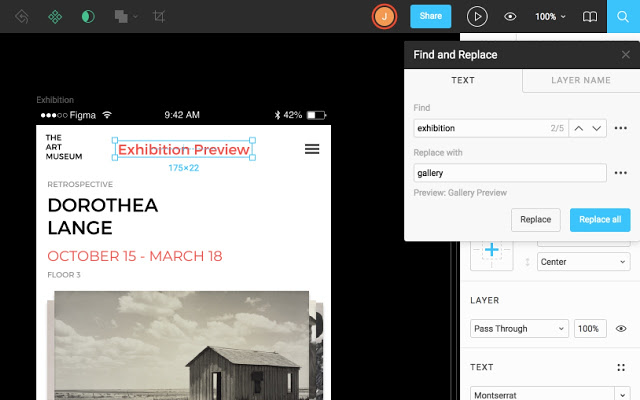 J
Share
100%
Find and Replace
TEXT
LAYER NAME
Find
exhibition
2/5
Replace with
gallery
Preview: Gallery Preview
Replace
Replace all
Center
LAYER
Pass Through
100%
TEXT
Montserrat
Exhibition
Figma
9:42 AM
42%
THE
ART
MUSEUM
Exhibition Preview
175×22
RETROSPECTIVE
DOROTHEA
LANGE
OCTOBER 15 - MARCH 18
FLOOR 3